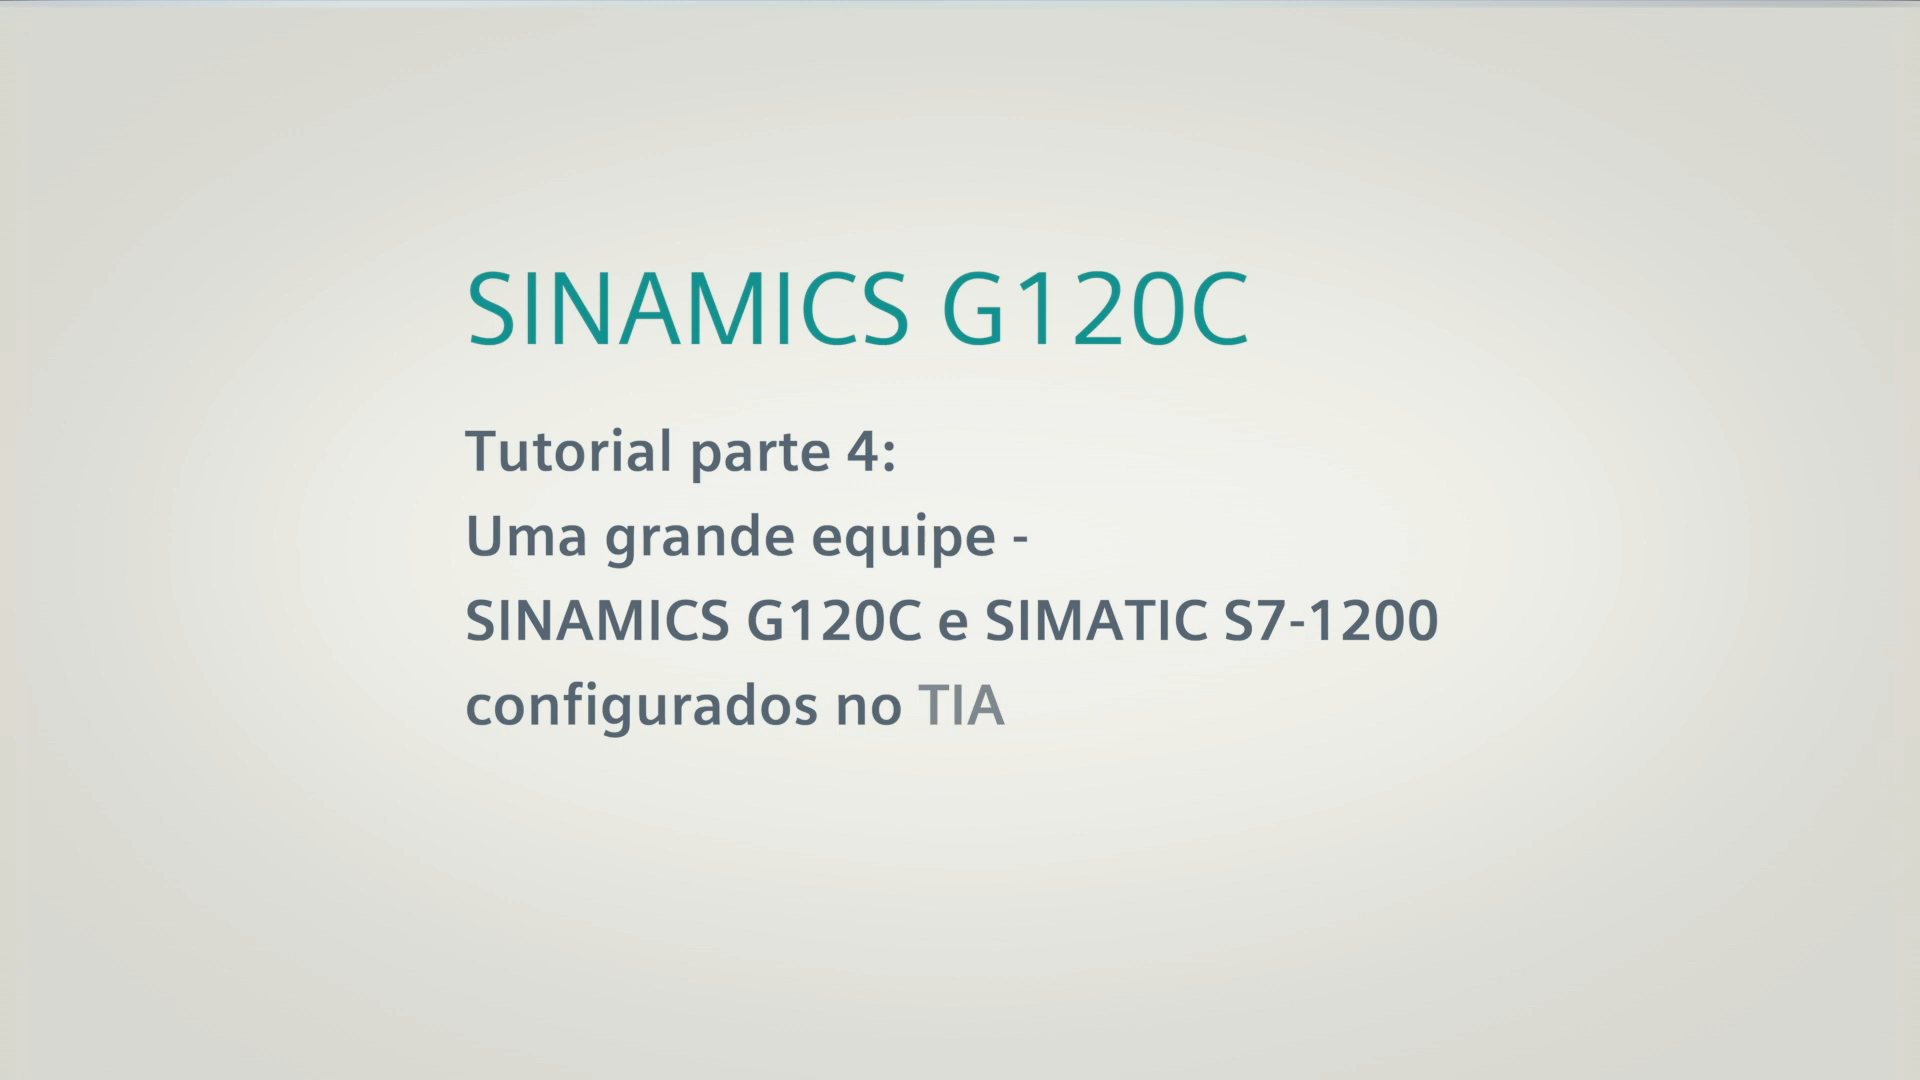 SINAMICS G120C
Tutorial parte 4:
Uma grande equipe -
SINAMICS G120C e SIMATIC S7-1200
configurados no TIA